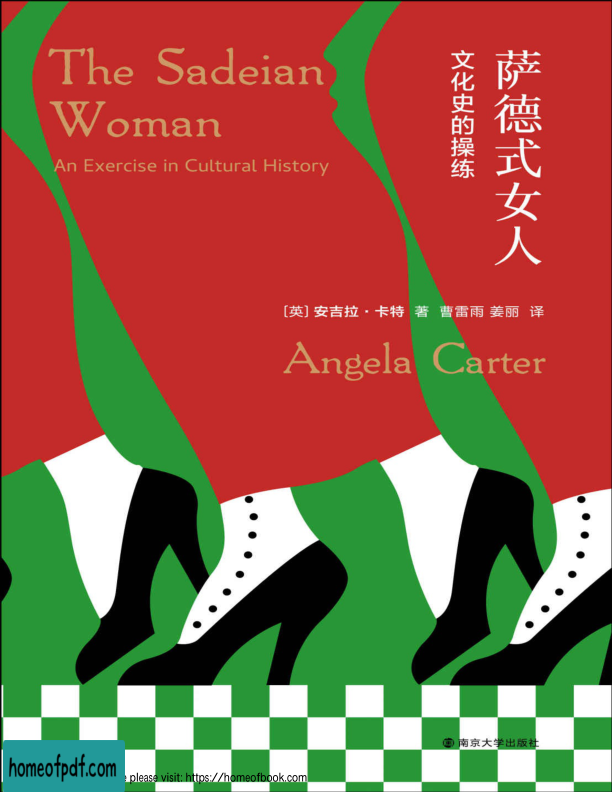 The Sadeian
Woman
An Exercise in Cultural History
萨德式女人
文化史的操练
[英] 安吉拉·卡特 著 曹雷雨 姜丽 译
Angela Carter
南京大学出版社
homeofpdf.com
e please visit: https://homeofbook.com